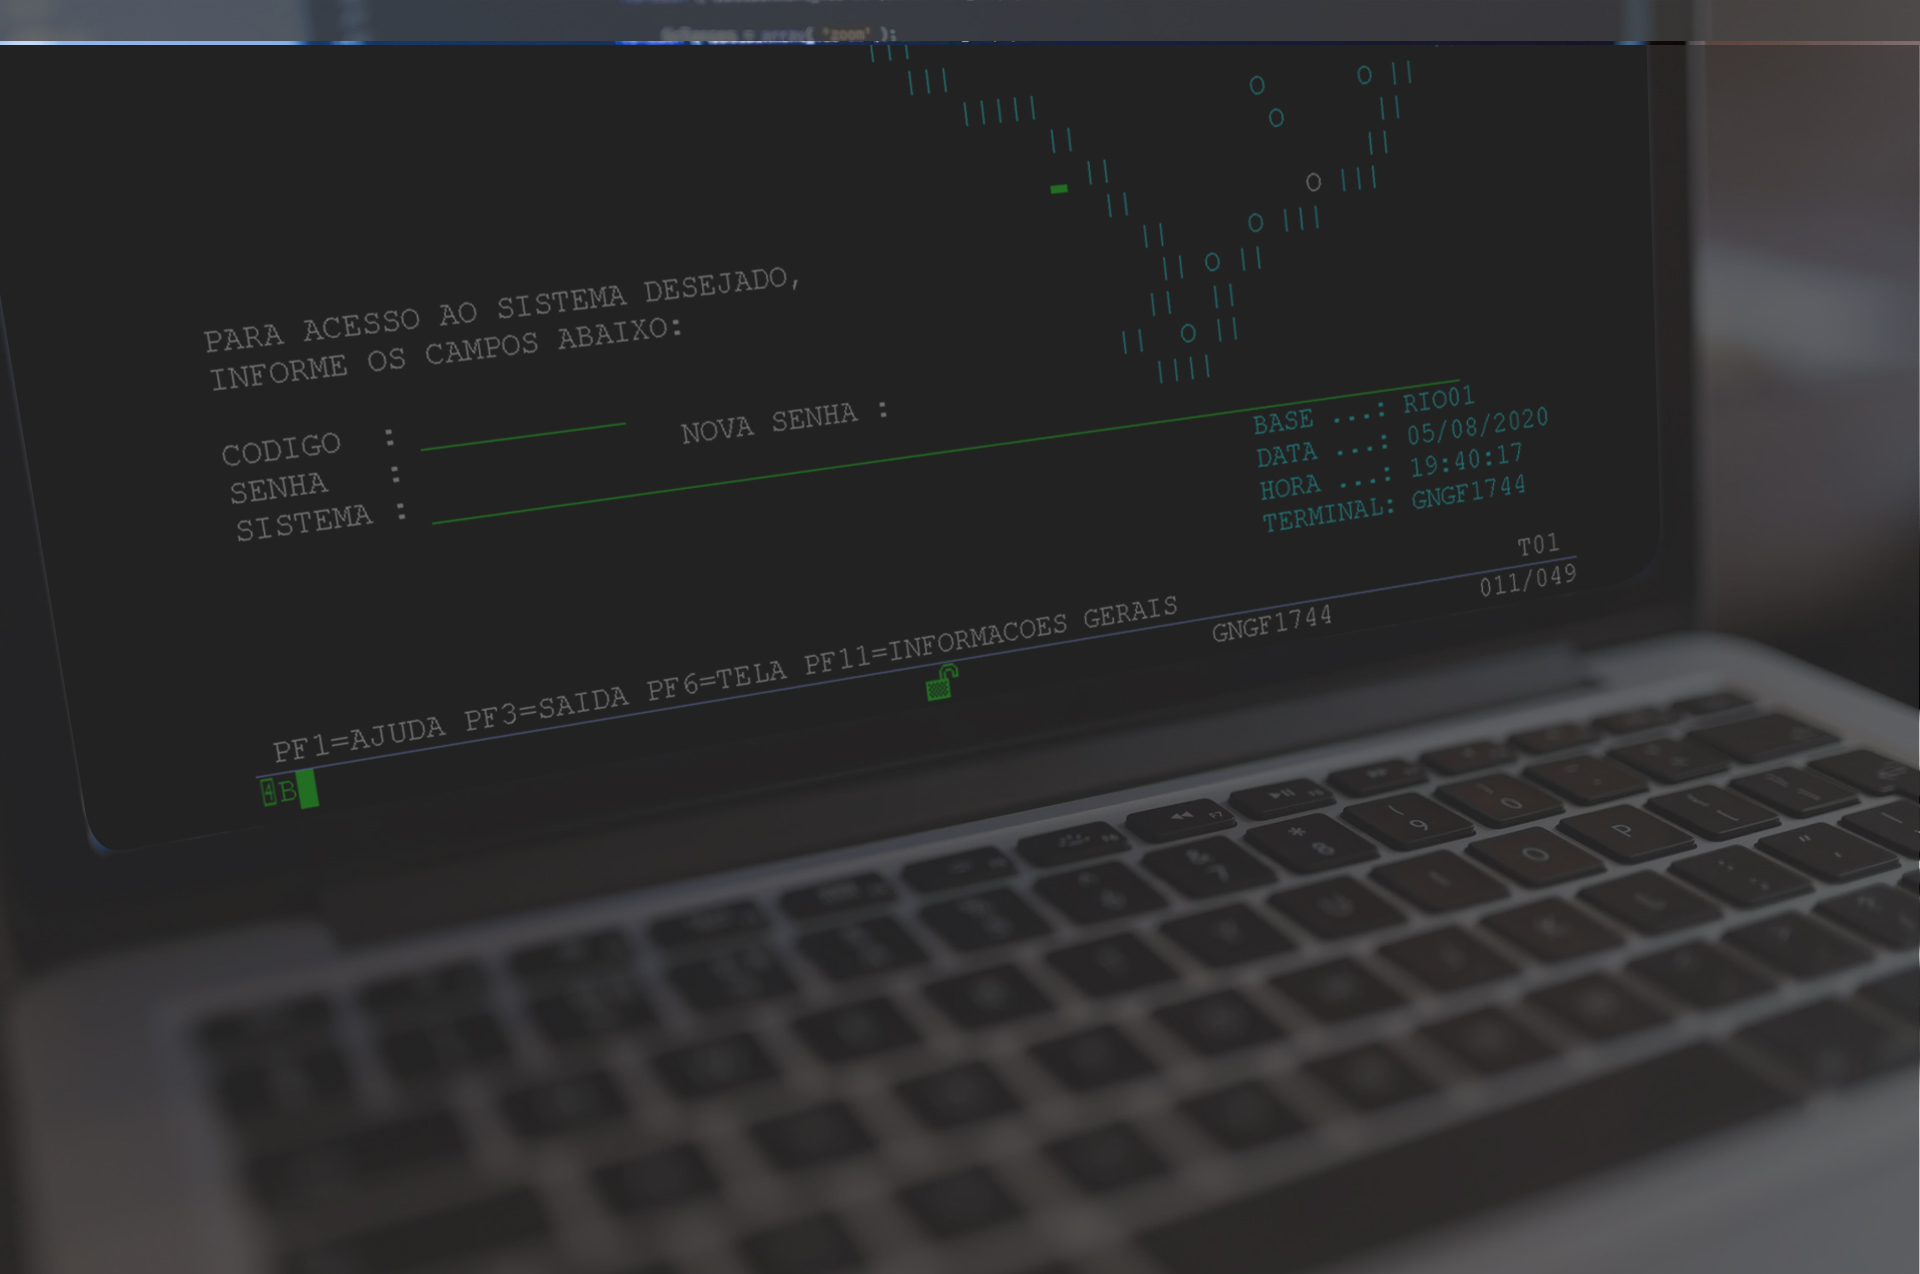 = array( 'zoom' );
PARA ACESSO AO SISTEMA DESEJADO,
INFORME OS CAMPOS ABAIXO:
CODIGO :
NOVA SENHA :
SENHA :
SISTEMA :
BASE ...: RIO01
DATA ...: 05/08/2020
HORA ...: 19:40:17
TERMINAL: GNGF1744
T01
PF1=AJUDA PF3=SAIDA PF6=TELA PF11=INFORMACOES GERAIS
4B
GNGF1744
011/049